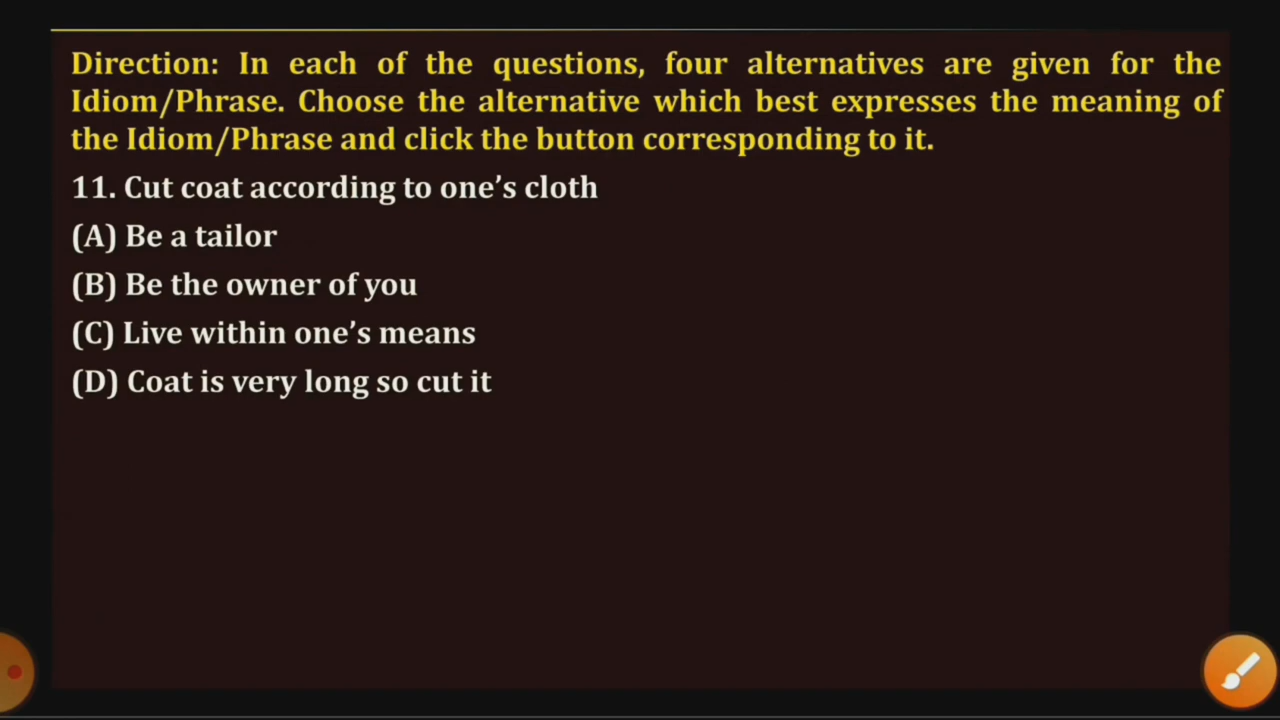 Direction: In each of the questions, four alternatives are given for the
Idiom/Phrase. Choose the alternative which best expresses the meaning of
the Idiom/Phrase and click the button corresponding to it.
11. Cut coat according to one’s cloth
(A) Be a tailor
(B) Be the owner of you
(C) Live within one’s means
(D) Coat is very long so cut it